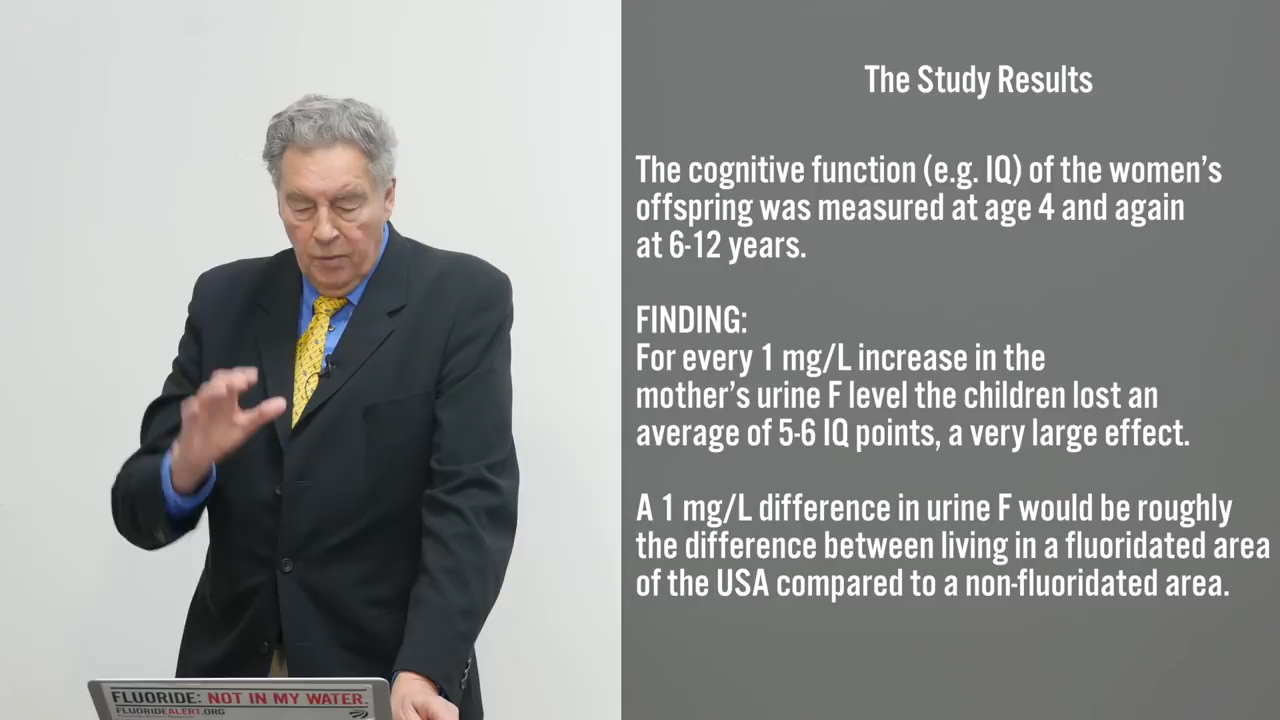 The Study Results
The cognitive function (e.g. IQ) of the women's
offspring was measured at age 4 and again
at 6-12 years.
FINDING:
For every 1 mg/L increase in the
mother's urine F level the children lost an
average of 5-6 IQ points, a very large effect.
A 1 mg/L difference in urine F would be roughly
the difference between living in a fluoridated area
of the USA compared to a non-fluoridated area.
FLUORIDE: NOT IN MY WATER.
FLUORIDEALERT.ORG